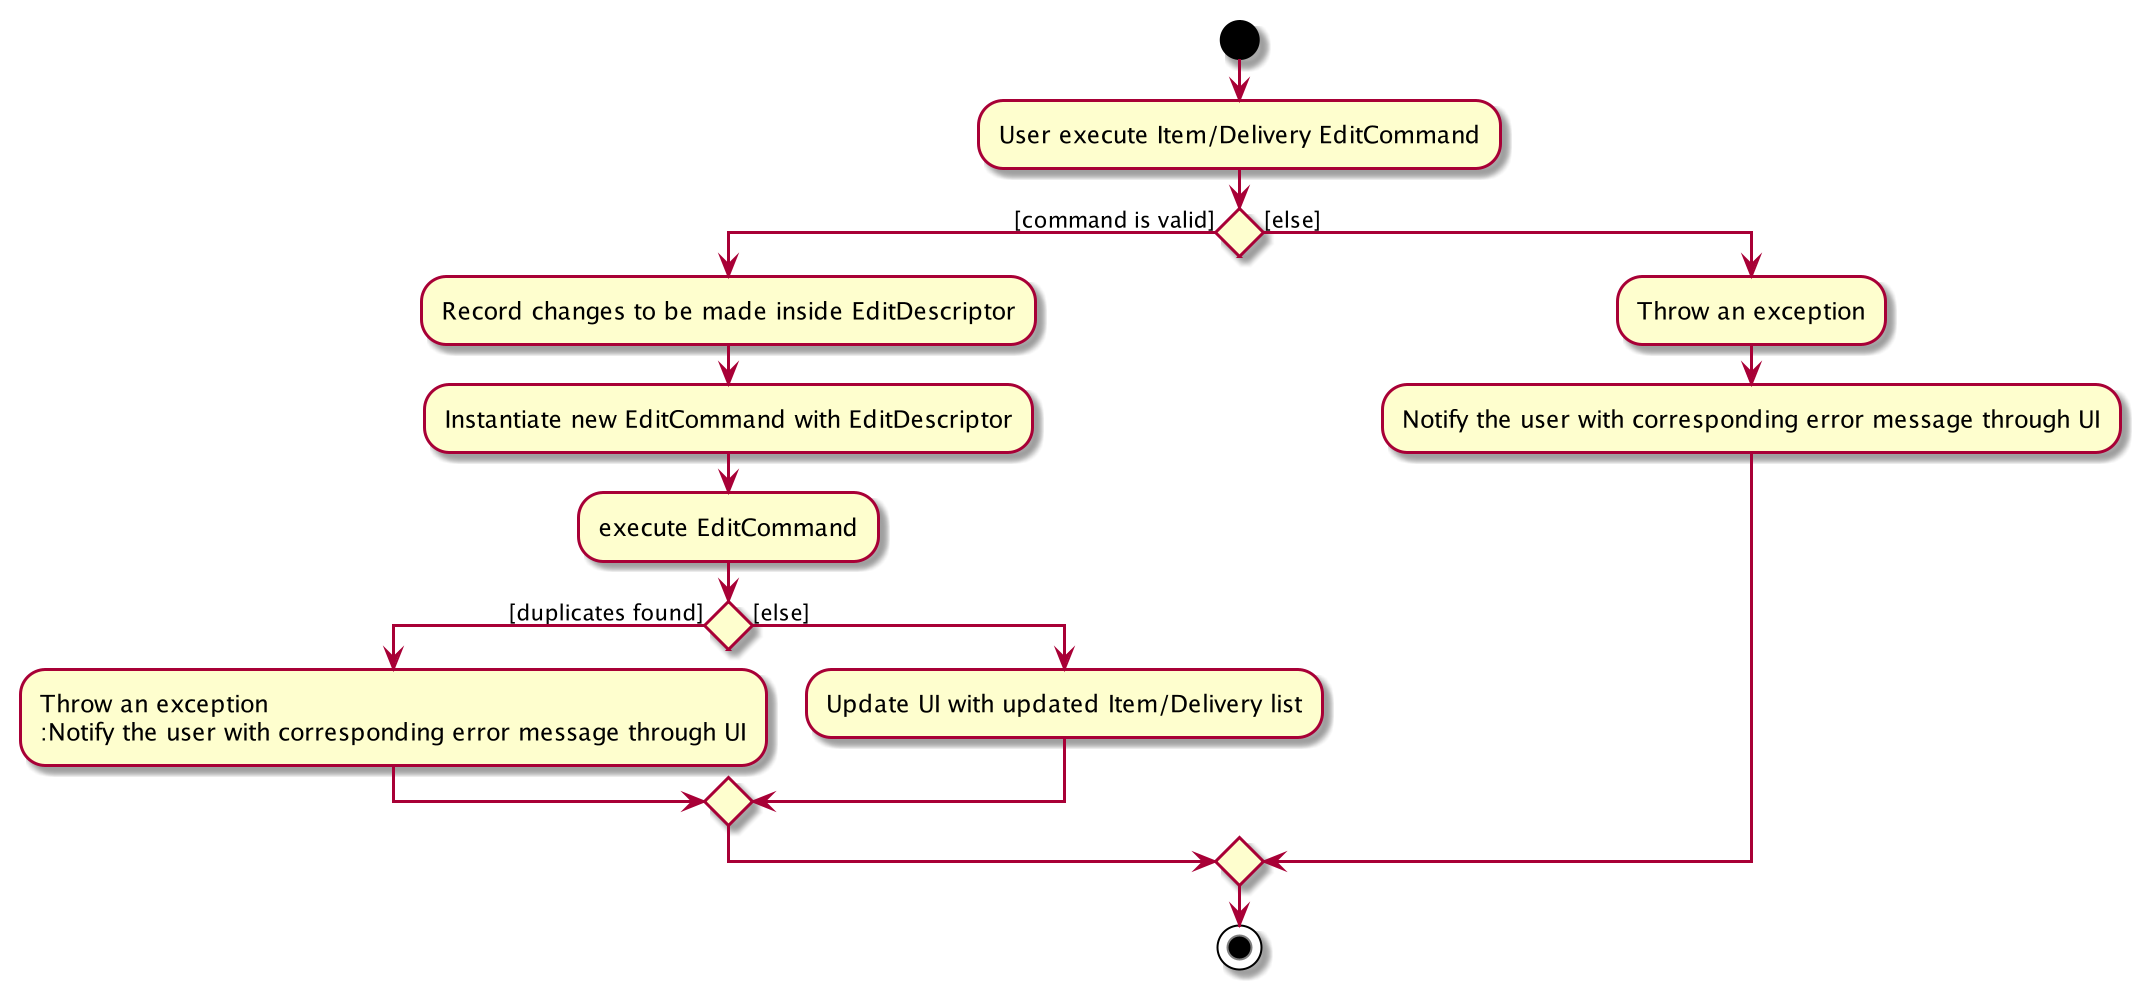 User execute Item/Delivery EditCommand
[command is valid]
[else]
Record changes to be made inside EditDescriptor
Throw an exception
Instantiate new EditCommand with EditDescriptor
Notify the user with corresponding error message through UI
execute EditCommand
[duplicates found]
[else]
Throw an exception
:Notify the user with corresponding error message through UI
Update UI with updated Item/Delivery list